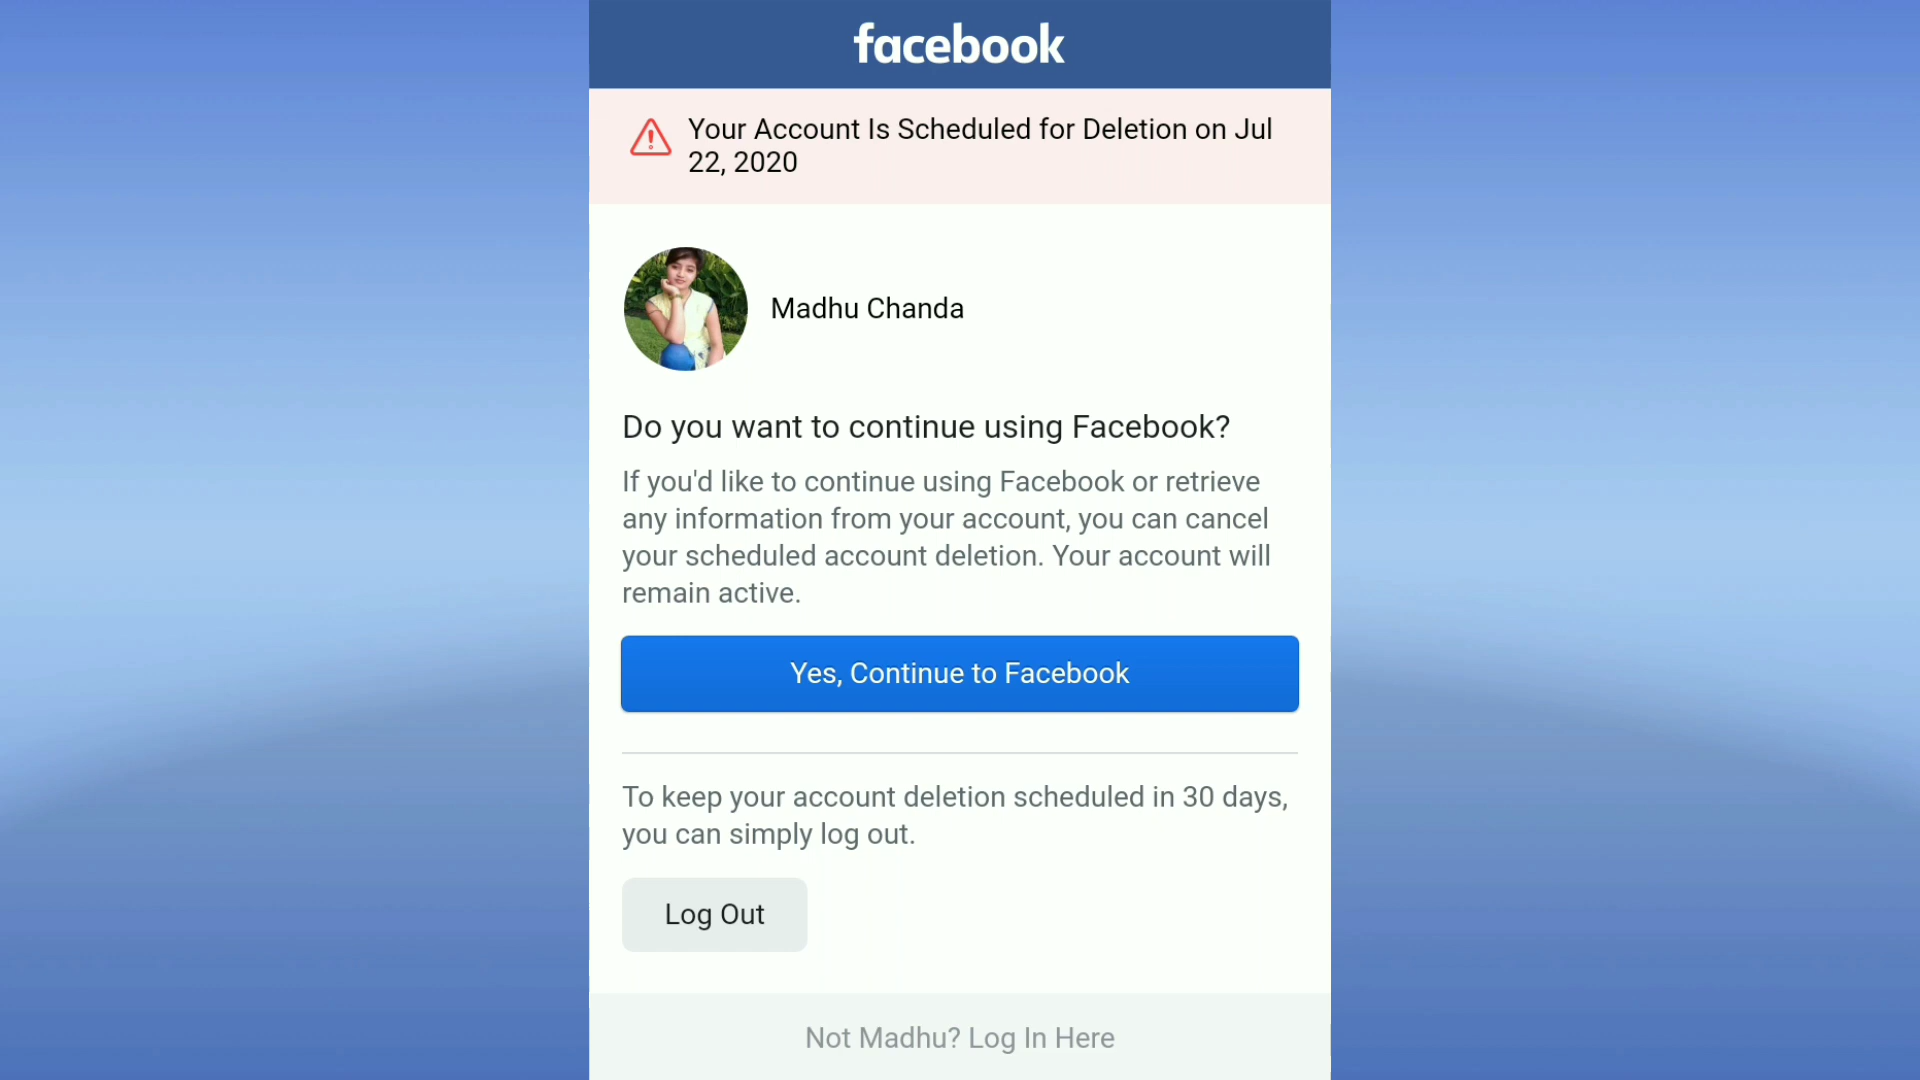 facebook
Your Account Is Scheduled for Deletion on Jul
22, 2020
Madhu Chanda
Do you want to continue using Facebook?
If you'd like to continue using Facebook or retrieve
any information from your account, you can cancel
your scheduled account deletion. Your account will
remain active.
Yes, Continue to Facebook
To keep your account deletion scheduled in 30 days,
you can simply log out.
Log Out
Not Madhu? Log In Here